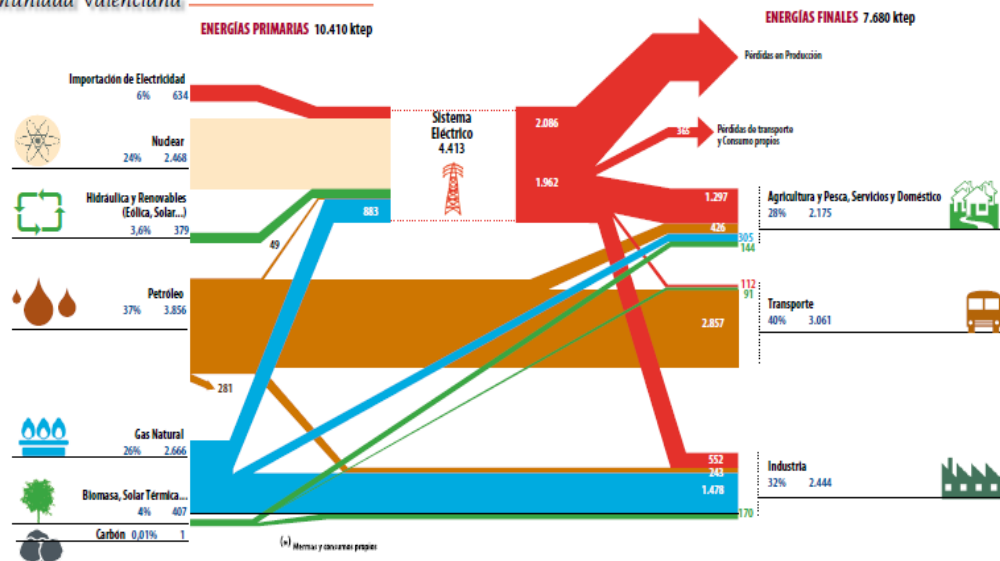 Comunidad Valenciana
ENERGÍAS PRIMARIAS 10.410 ktep
ENERGÍAS FINALES 7.680 ktep
Importación de Electricidad
6% 634
Nuclear
24% 2.468
Hidráulica y Renovables
(Eólica, Solar...)
3,6% 379
Petróleo
37% 3.856
Gas Natural
26% 2.666
Biomasa, Solar Térmica...
4% 407
Carbón 0,01% 1
49
281
883
Sistema
Eléctrico
4.413
2.086
1.962
Pérdidas en Producción
365
Pérdidas de transporte
y Consumo propios
1.297
426
305
144
112
91
2.857
552
243
1.478
170
Agricultura y Pesca, Servicios y Doméstico
28% 2.175
Transporte
40% 3.061
Industria
32% 2.444
(*) Mermas y consumos propios